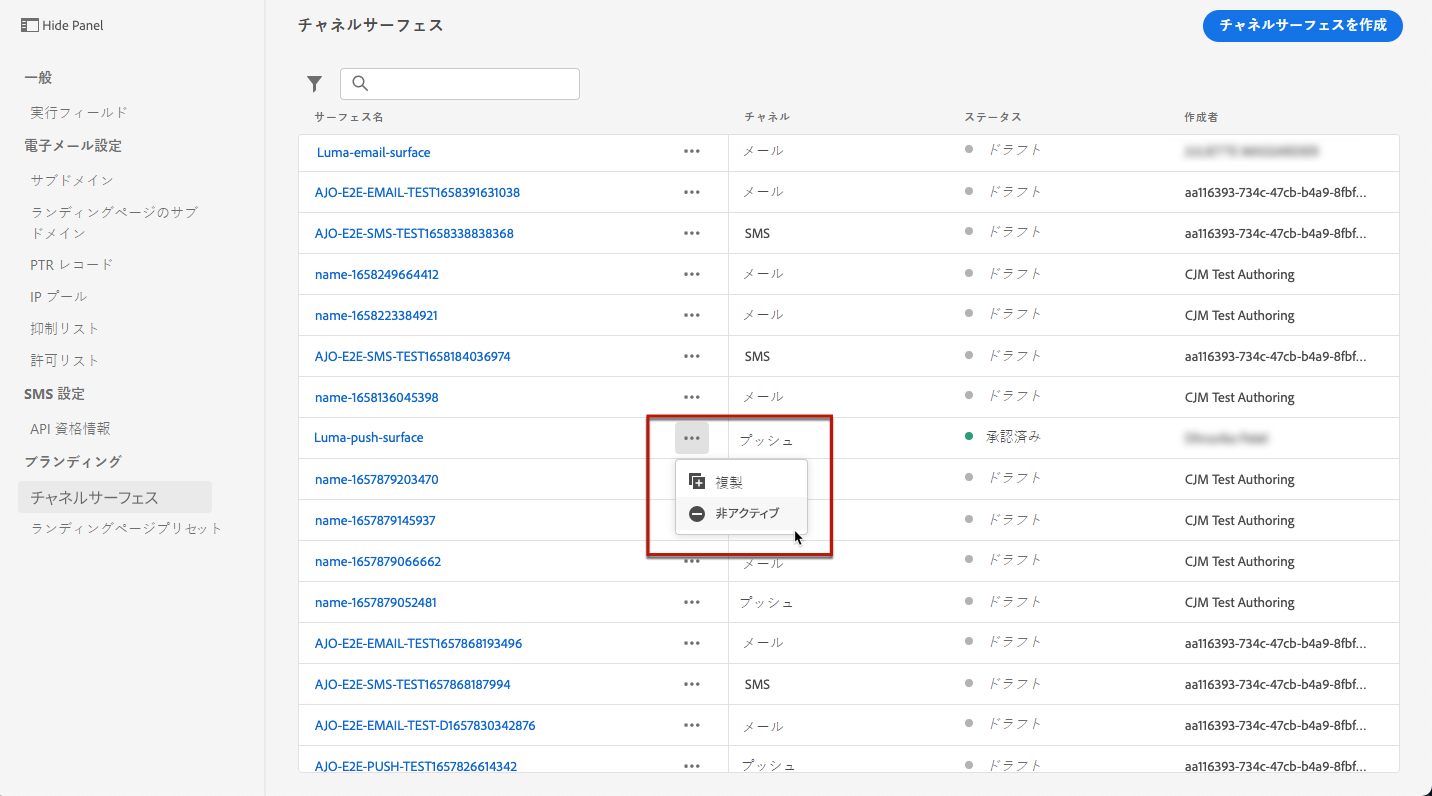 Hide Panel
チャネルサーフェス
チャネルサーフェスを作成
一般
実行フィールド
電子メール設定
サブドメイン
ランディングページのサブ
ドメイン
PTR レコード
IP プール
抑制リスト
許可リスト
SMS 設定
API 資格情報
ブランディング
チャネルサーフェス
ランディングページプリセット
サーフェス名 チャネル ステータス 作成者
Luma-email-surface メール ドラフト
AJO-E2E-EMAIL-TEST1658391631038 メール ドラフト aa116393-734c-47cb-b4a9-8fbf...
AJO-E2E-SMS-TEST1658338838368 SMS ドラフト aa116393-734c-47cb-b4a9-8fbf...
name-1658249664412 メール ドラフト CJM Test Authoring
name-1658223384921 メール ドラフト CJM Test Authoring
AJO-E2E-SMS-TEST1658184036974 SMS ドラフト aa116393-734c-47cb-b4a9-8fbf...
name-1658136045398 メール ドラフト CJM Test Authoring
Luma-push-surface プッシュ 承認済み
name-1657879203470 ドラフト CJM Test Authoring
複製
name-1657879145937 ドラフト CJM Test Authoring
非アクティブ
name-1657879066662 メール ドラフト CJM Test Authoring
name-1657879052481 プッシュ ドラフト CJM Test Authoring
AJO-E2E-EMAIL-TEST1657868193496 メール ドラフト aa116393-734c-47cb-b4a9-8fbf...
AJO-E2E-SMS-TEST1657868187994 SMS ドラフト aa116393-734c-47cb-b4a9-8fbf...
AJO-E2E-EMAIL-TEST-D1657830342876 メール ドラフト aa116393-734c-47cb-b4a9-8fbf...
AJO-E2E-PUSH-TEST1657826614342 プッシュ ドラフト aa116393-734c-47cb-b4a9-8fbf...